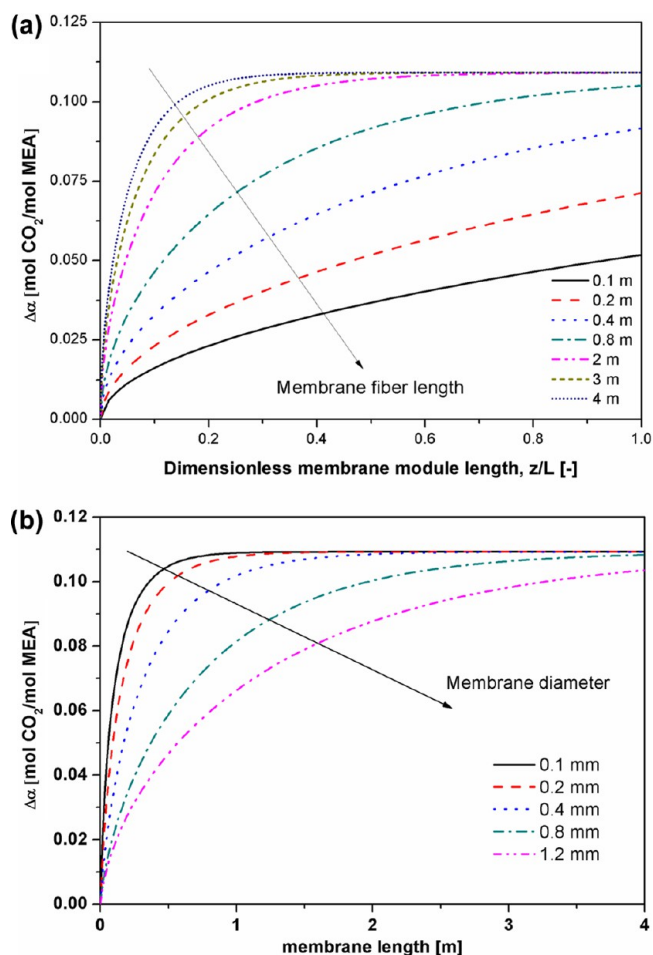 (a)
Δα [mol CO₂/mol MEA]
0.125
0.100
0.075
0.050
0.025
0.000
0.1 m
0.2 m
0.4 m
0.8 m
2 m
3 m
4 m
Membrane fiber length
0.0 0.2 0.4 0.6 0.8 1.0
Dimensionless membrane module length, z/L [-]
(b)
Δα [mol CO₂/mol MEA]
0.12
0.10
0.08
0.06
0.04
0.02
0.00
Membrane diameter
0.1 mm
0.2 mm
0.4 mm
0.8 mm
1.2 mm
0 1 2 3 4
membrane length [m]